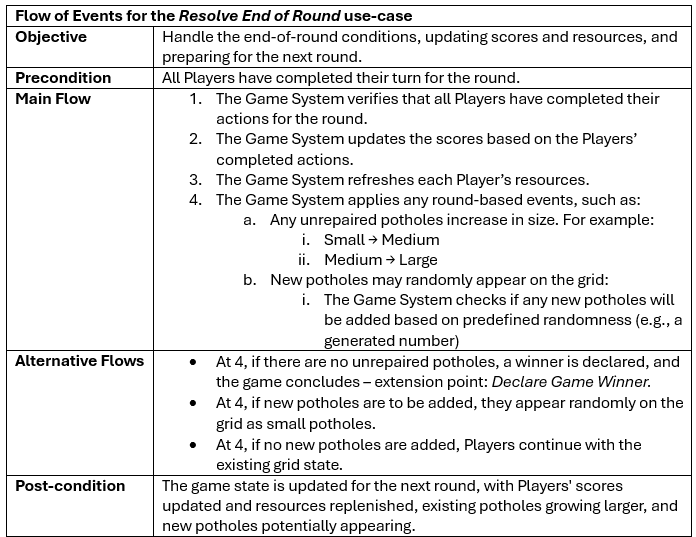 Flow of Events for the Resolve End of Round use-case
Objective
Handle the end-of-round conditions, updating scores and resources, and
preparing for the next round.
Precondition
All Players have completed their turn for the round.
Main Flow
1. The Game System verifies that all Players have completed their
actions for the round.
2. The Game System updates the scores based on the Players’
completed actions.
3. The Game System refreshes each Player’s resources.
4. The Game System applies any round-based events, such as:
a. Any unrepaired potholes increase in size. For example:
i. Small → Medium
ii. Medium → Large
b. New potholes may randomly appear on the grid:
i. The Game System checks if any new potholes will
be added based on predefined randomness (e.g., a
generated number)
Alternative Flows
• At 4, if there are no unrepaired potholes, a winner is declared, and
the game concludes – extension point: Declare Game Winner.
• At 4, if new potholes are to be added, they appear randomly on the
grid as small potholes.
• At 4, if no new potholes are added, Players continue with the
existing grid state.
Post-condition
The game state is updated for the next round, with Players' scores
updated and resources replenished, existing potholes growing larger, and
new potholes potentially appearing.